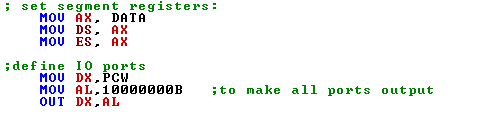 ; set segment registers:
MOV AX, DATA
MOV DS, AX
MOV ES, AX
;define IO ports
MOV DX,PCW
MOV AL,10000000B ;to make all ports output
OUT DX,AL